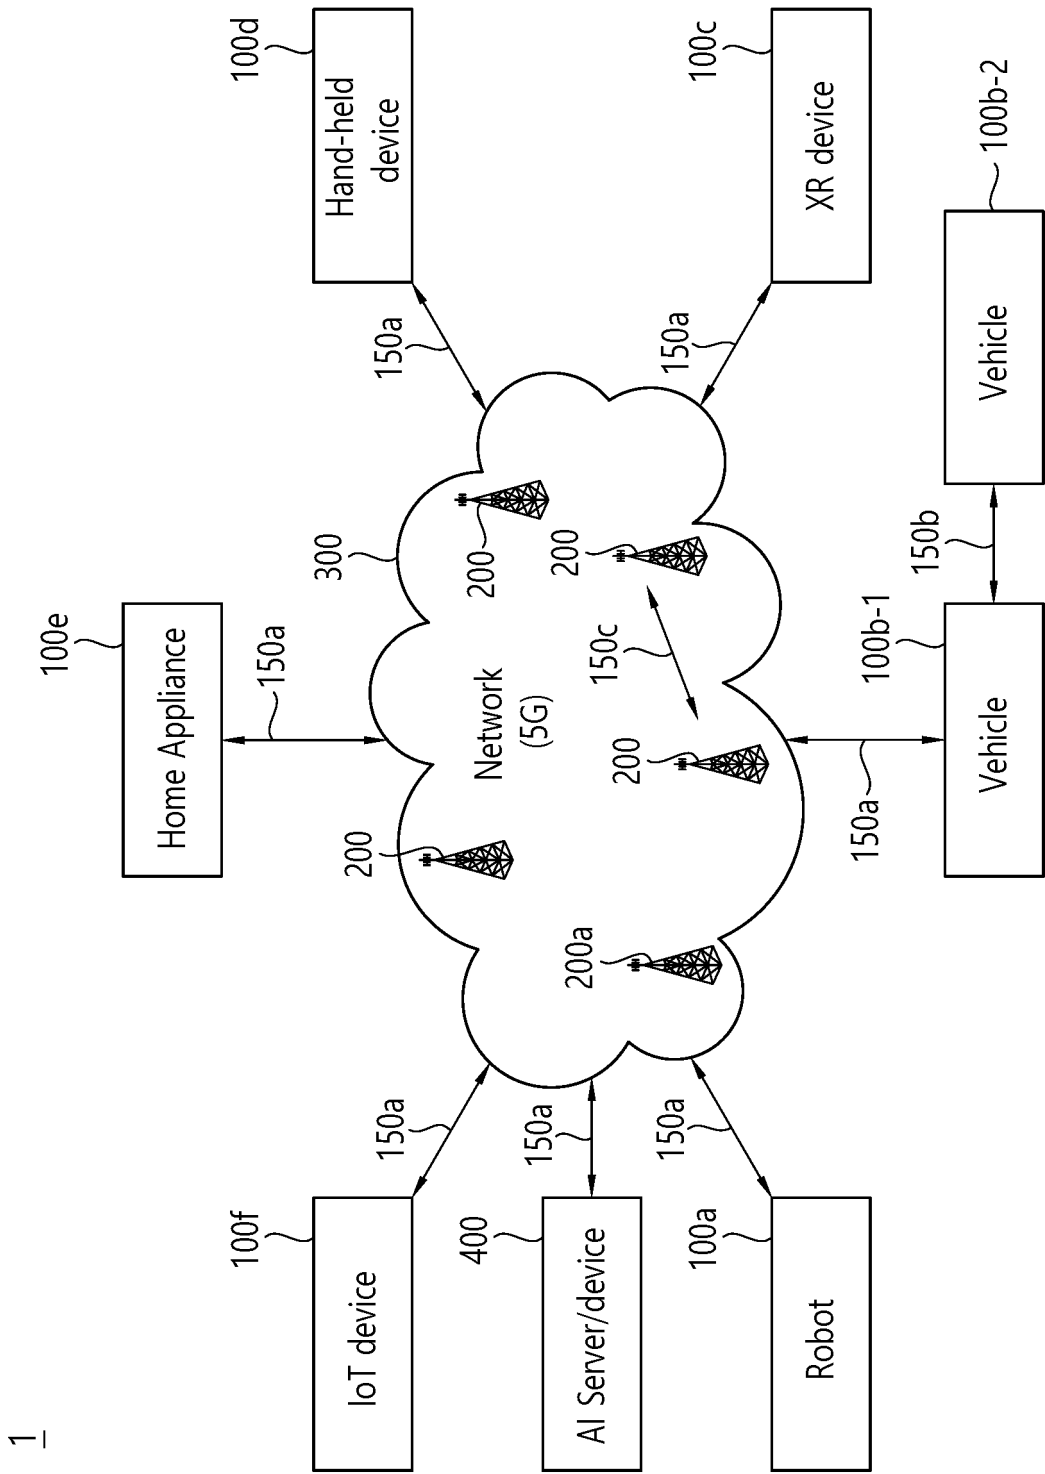 1
100e
Home Appliance
150a
100f
IoT device
150a
300
100d
Hand-held
device
150a
200
200
400
AI Server/device
150a
Network
(5G)
200a
200
150c
200
100a
Robot
150a
100c
XR device
150a
150a
100b-1
Vehicle
150b
100b-2
Vehicle